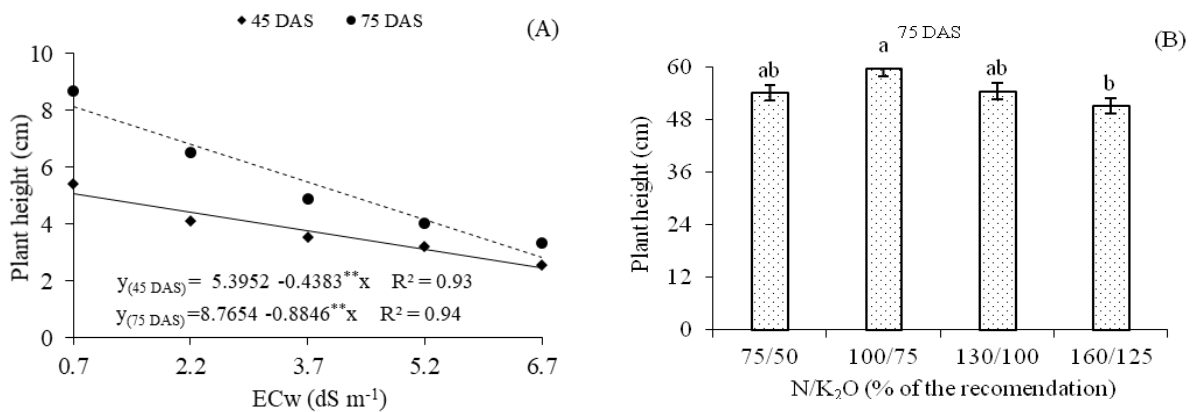 45 DAS 75 DAS
(A)
Plant height (cm)
10
8
6
4
2
0
y(45 DAS)= 5.3952 -0.4383**x R² = 0.93
y(75 DAS)=8.7654 -0.8846**x R² = 0.94
0.7 2.2 3.7 5.2 6.7
ECw (dS m⁻¹)
75 DAS
(B)
Plant height (cm)
60
48
36
24
12
0
ab a ab b
75/50 100/75 130/100 160/125
N/K₂O (% of the recomendation)